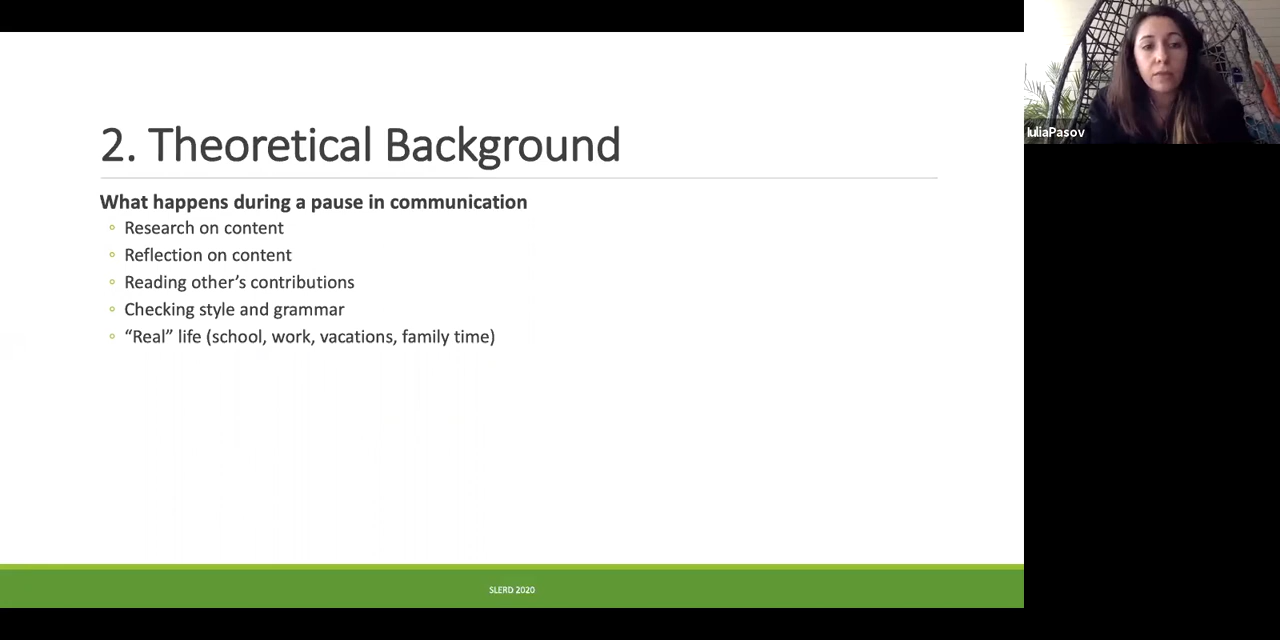 2. Theoretical Background
What happens during a pause in communication
◦ Research on content
◦ Reflection on content
◦ Reading other’s contributions
◦ Checking style and grammar
◦ “Real” life (school, work, vacations, family time)
SLERD 2020
IuliaPasov